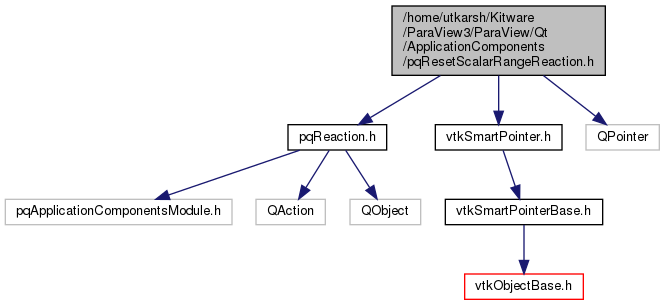 /home/utkarsh/Kitware
/ParaView3/ParaView/Qt
/ApplicationComponents
/pqResetScalarRangeReaction.h
pqReaction.h
vtkSmartPointer.h
QPointer
pqApplicationComponentsModule.h
QAction
QObject
vtkSmartPointerBase.h
vtkObjectBase.h